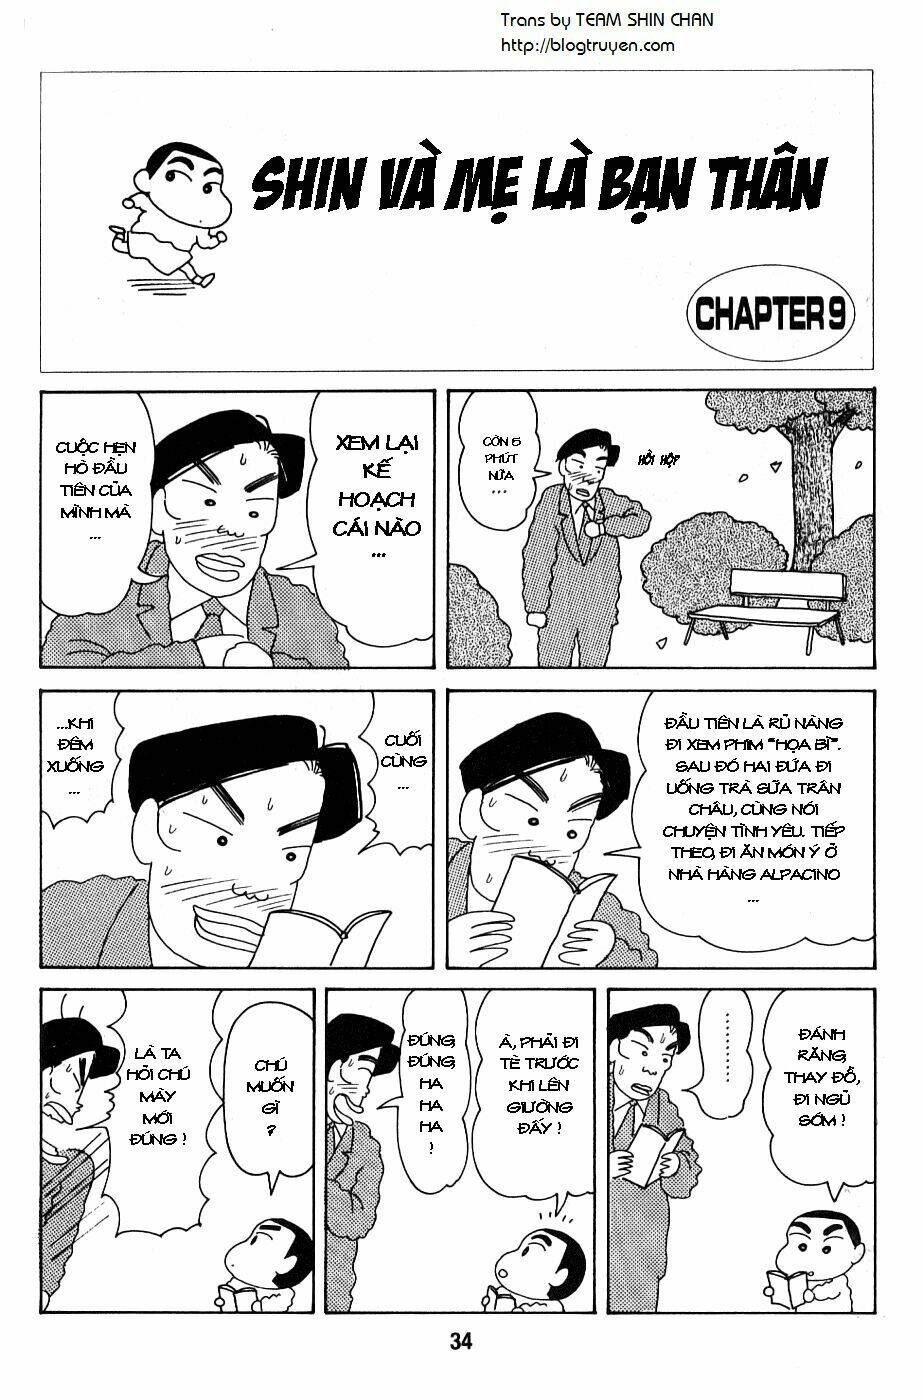 Trans by TEAM SHIN CHAN
http://blogtruyen.com
SHIN VÀ MẸ LÀ BẠN THÂN
CHAPTER 9
CÒN 5
PHÚT
NỮA
...
HỒI HỘP
XEM LẠI
KẾ
HOẠCH
CÁI NÀO
...
CUỘC HẸN
HÒ ĐẦU
TIÊN CỦA
MÌNH MÀ
...
ĐẦU TIÊN LÀ RỦ NÀNG
ĐI XEM PHIM "HỌA BÌ".
SAU ĐÓ HAI ĐỨA ĐI
UỐNG TRÀ SỮA TRÂN
CHÂU, CÙNG NÓI
CHUYỆN TÌNH YÊU. TIẾP
THEO, ĐI ĂN MÓN Ý Ở
NHÀ HÀNG ALPACINO
...
CUỐI
CÙNG
...
...KHI
ĐÊM
XUỐNG
...
ĐÁNH
RĂNG,
THAY ĐỒ,
ĐI NGỦ
SỚM !
..........
À, PHẢI ĐI
TÈ TRƯỚC
KHI LÊN
GIƯỜNG
ĐẤY !
ĐÚNG,
ĐÚNG,
HA
HA
HA
!
CHÚ
MUỐN
GÌ
?
LÀ TA
HỎI CHÚ
MÀY
MỚI
ĐÚNG !
34